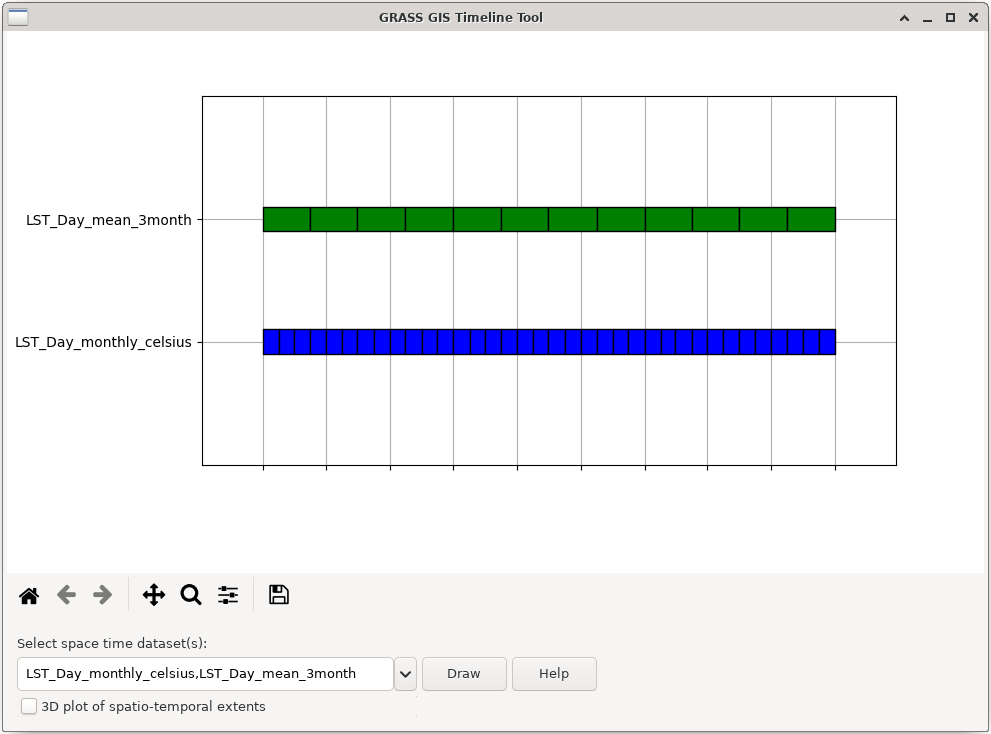 GRASS GIS Timeline Tool
LST_Day_mean_3month
LST_Day_monthly_celsius
Select space time dataset(s):
LST_Day_monthly_celsius,LST_Day_mean_3month
Draw
Help
3D plot of spatio-temporal extents